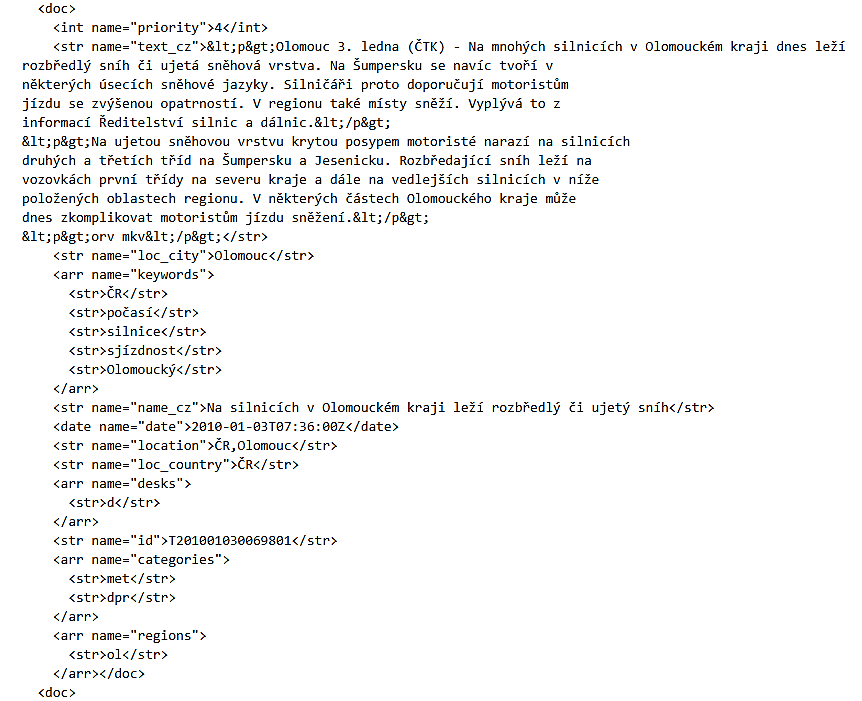 <doc>
<int name="priority">4</int>
<str name="text_cz">&lt;p&gt;Olomouc 3. ledna (ČTK) - Na mnohých silnicích v Olomouckém kraji dnes leží
rozbředlý sníh či ujetá sněhová vrstva. Na Šumpersku se navíc tvoří v
některých úsecích sněhové jazyky. Silničáři proto doporučují motoristům
jízdu se zvýšenou opatrností. V regionu také místy sněží. Vyplývá to z
informací Ředitelství silnic a dálnic.&lt;/p&gt;
&lt;p&gt;Na ujetou sněhovou vrstvu krytou posypem motoristé narazí na silnicích
druhých a třetích tříd na Šumpersku a Jesenicku. Rozbředající sníh leží na
vozovkách první třídy na severu kraje a dále na vedlejších silnicích v níže
položených oblastech regionu. V některých částech Olomouckého kraje může
dnes zkomplikovat motoristům jízdu sněžení.&lt;/p&gt;
&lt;p&gt;orv mkv&lt;/p&gt;</str>
<str name="loc_city">Olomouc</str>
<arr name="keywords">
<str>ČR</str>
<str>počasí</str>
<str>silnice</str>
<str>sjízdnost</str>
<str>Olomoucký</str>
</arr>
<str name="name_cz">Na silnicích v Olomouckém kraji leží rozbředlý či ujetý sníh</str>
<date name="date">2010-01-03T07:36:00Z</date>
<str name="location">ČR,Olomouc</str>
<str name="loc_country">ČR</str>
<arr name="desks">
<str>d</str>
</arr>
<str name="id">T201001030069801</str>
<arr name="categories">
<str>met</str>
<str>dpr</str>
</arr>
<arr name="regions">
<str>ol</str>
</arr></doc>
<doc>